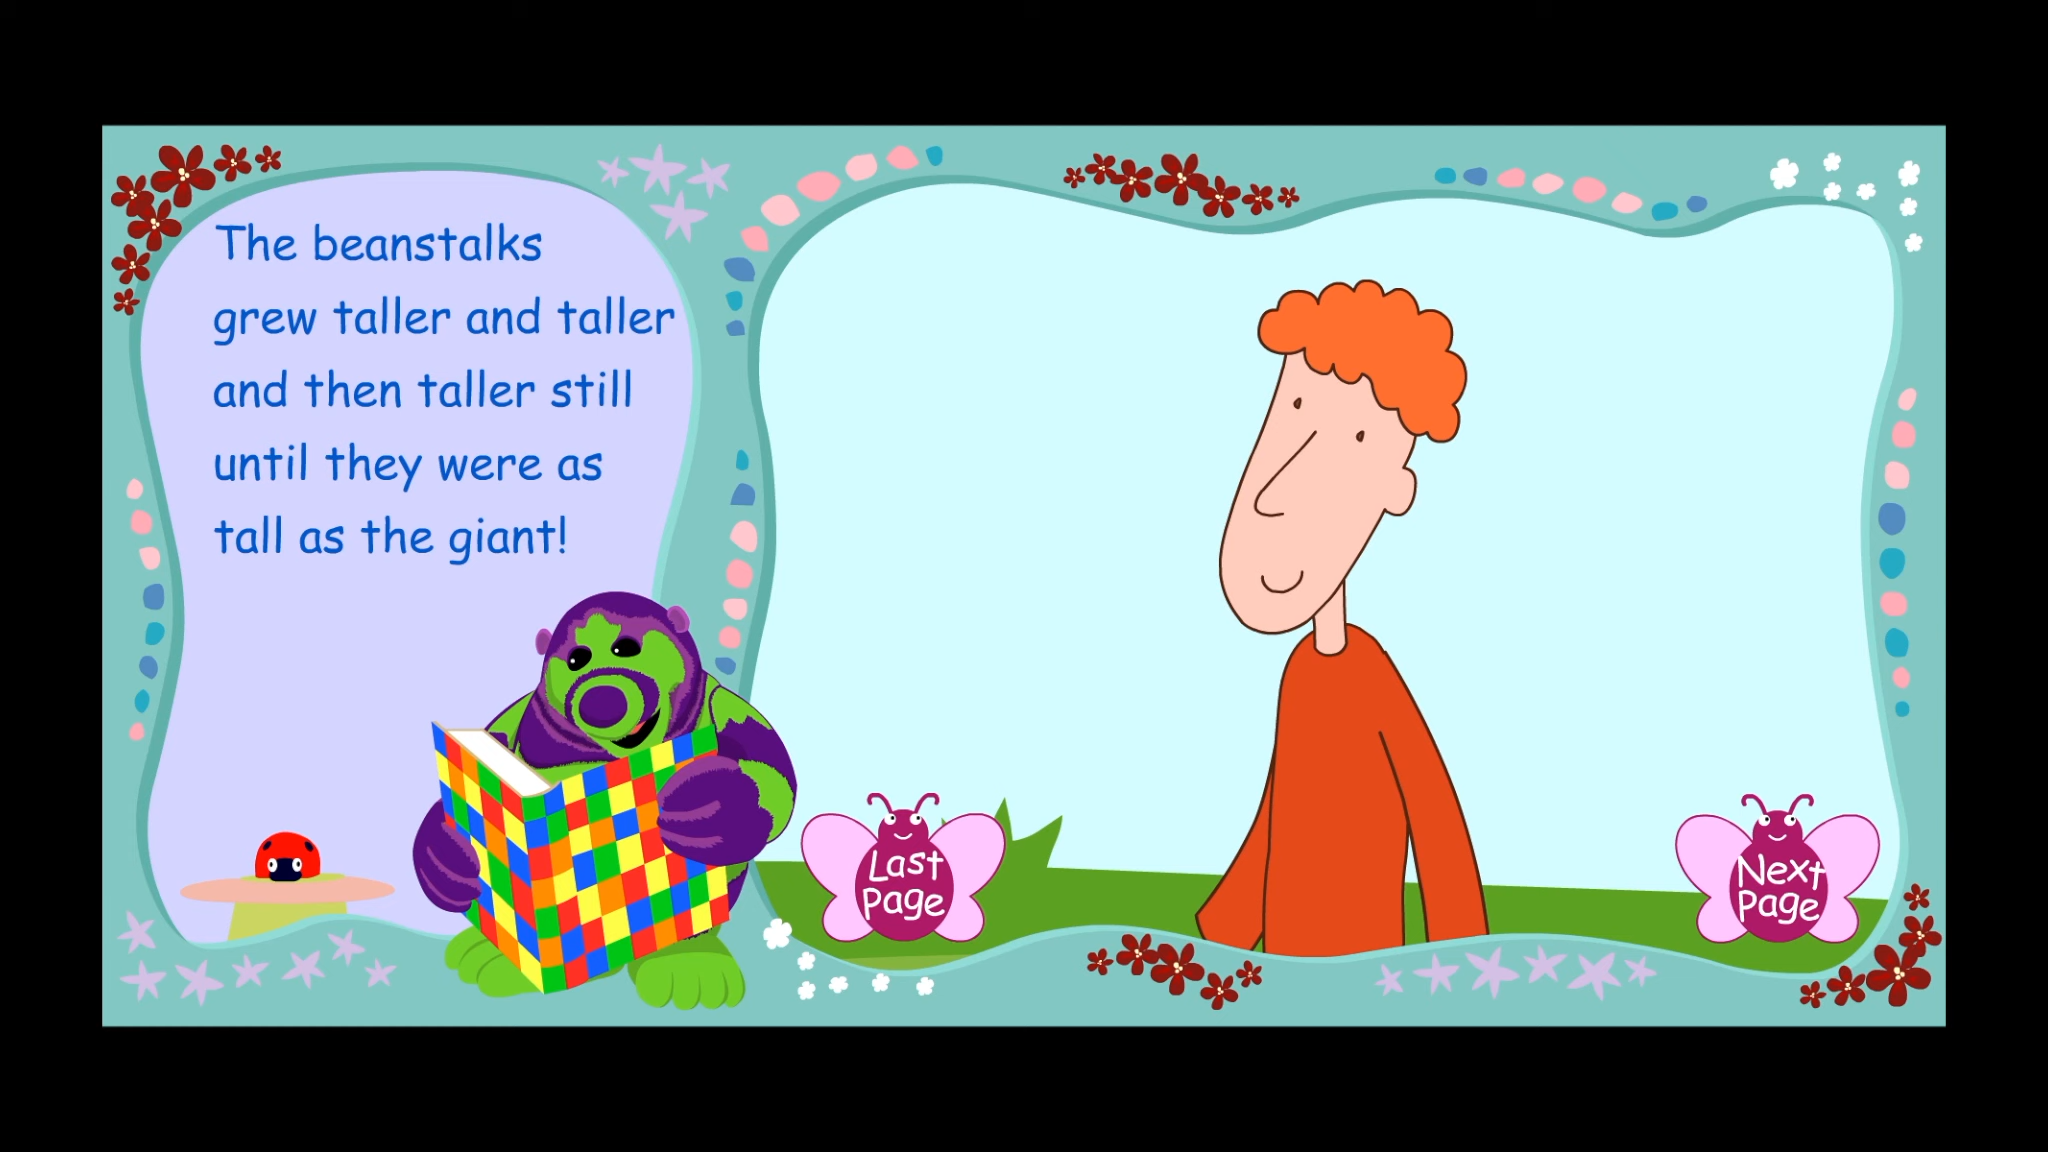 The beanstalks
grew taller and taller
and then taller still
until they were as
tall as the giant!
Last
Page
Next
Page